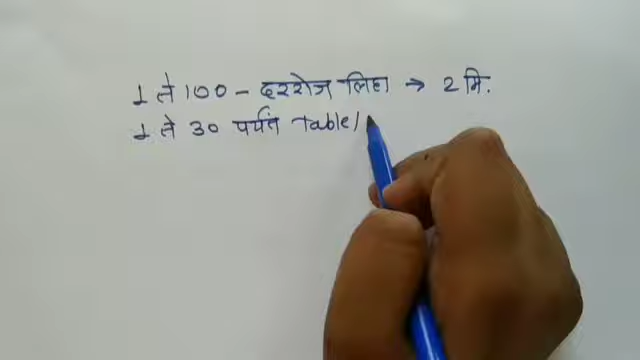 1 ते 100 - दररोज लिहा → 2 मि.
1 ते 30 पर्यंत Table/